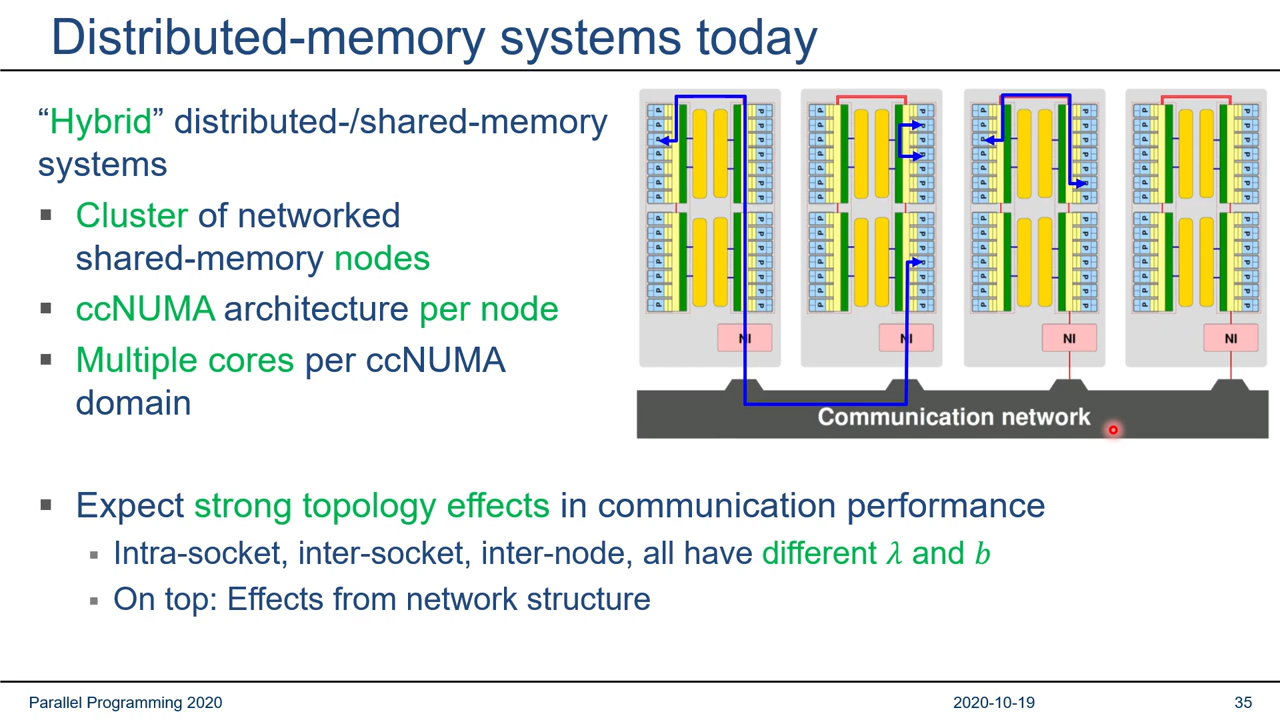 Distributed-memory systems today
“Hybrid” distributed-/shared-memory
systems
▪ Cluster of networked
shared-memory nodes
▪ ccNUMA architecture per node
▪ Multiple cores per ccNUMA
domain
NI NI NI NI
Communication network
▪ Expect strong topology effects in communication performance
▪ Intra-socket, inter-socket, inter-node, all have different λ and b
▪ On top: Effects from network structure
Parallel Programming 2020 2020-10-19 35